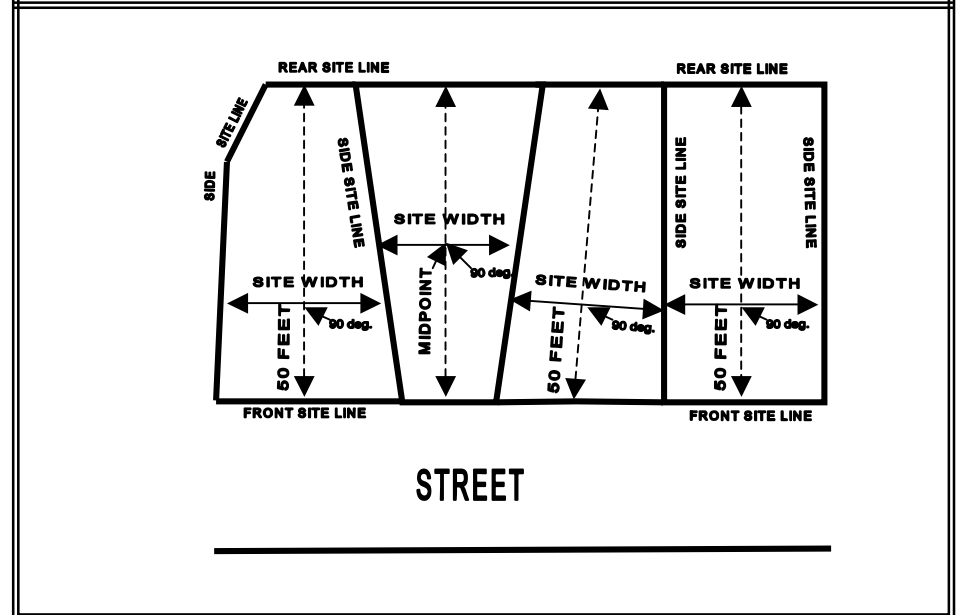 REAR SITE LINE
REAR SITE LINE
SIDE SITE LINE
SIDE SITE LINE
SIDE SITE LINE
SIDE SITE LINE
SITE WIDTH
90 deg.
MIDPOINT
SITE WIDTH
90 deg.
50 FEET
SITE WIDTH
90 deg.
50 FEET
SITE WIDTH
90 deg.
50 FEET
FRONT SITE LINE
FRONT SITE LINE
STREET